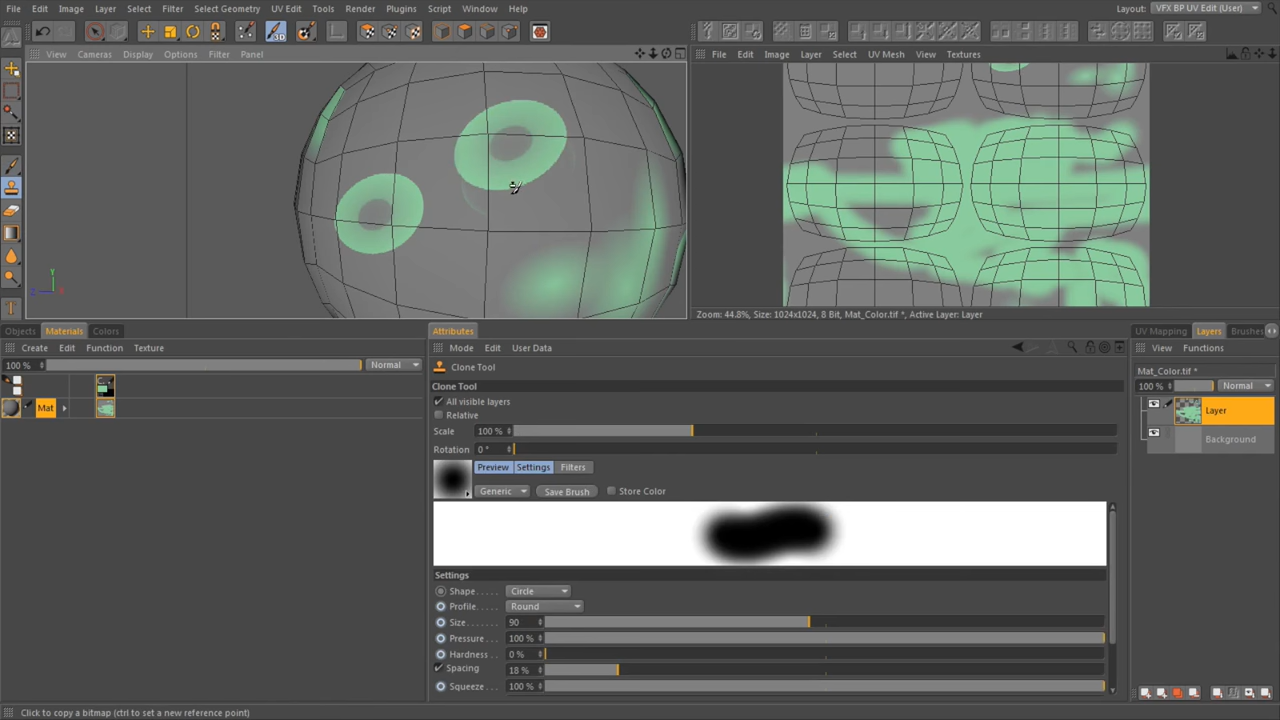 File Edit Image Layer Select Filter Select Geometry UV Edit Tools Render Plugins Script Window Help Layout: VFX BP UV Edit (User)
3D
View Cameras Display Options Filter Panel
File Edit Image Layer Select UV Mesh View Textures
Y
Z X
Zoom: 44.8%, Size: 1024x1024, 8 Bit, Mat_Color.tif *, Active Layer: Layer
Objects Materials Colors
Attributes
UV Mapping Layers Brushes
Create Edit Function Texture
Mode Edit User Data
View Functions
100 % Normal
Clone Tool
Mat_Color.tif *
100 % Normal
C
Clone Tool
All visible layers
Mat
Layer
Relative
Scale 100 %
Background
Rotation 0 °
Preview Settings Filters
Generic Save Brush Store Color
Settings
Shape..... Circle
Profile.... Round
Size....... 90
Pressure... 100 %
Hardness.. 0 %
Spacing 18 %
Squeeze... 100 %
Click to copy a bitmap (ctrl to set a new reference point)